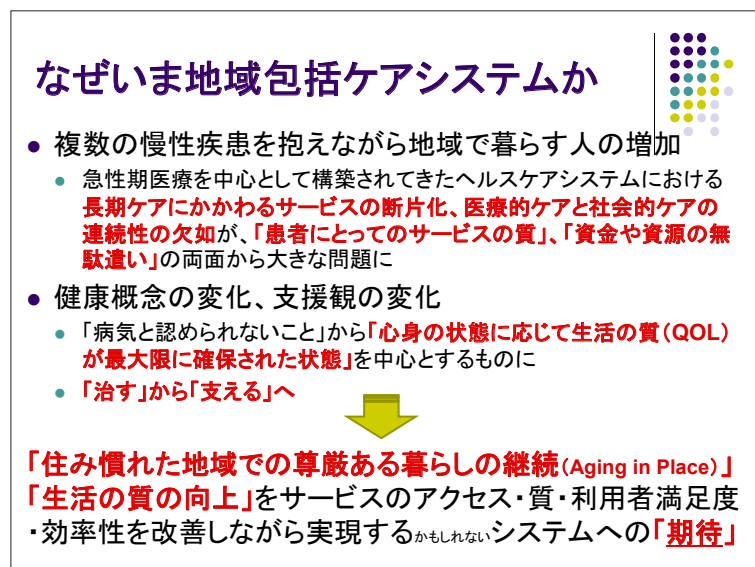 なぜいま地域包括ケアシステムか
● 複数の慢性疾患を抱えながら地域で暮らす人の増加
● 急性期医療を中心として構築されてきたヘルスケアシステムにおける
長期ケアにかかわるサービスの断片化、医療的ケアと社会的ケアの
連続性の欠如が、「患者にとってのサービスの質」、「資金や資源の無
駄遣い」の両面から大きな問題に
● 健康概念の変化、支援観の変化
● 「病気と認められないこと」から「心身の状態に応じて生活の質(QOL)
が最大限に確保された状態」を中心とするものに
● 「治す」から「支える」へ
「住み慣れた地域での尊厳ある暮らしの継続(Aging in Place)」
「生活の質の向上」をサービスのアクセス・質・利用者満足度
・効率性を改善しながら実現するかもしれないシステムへの「期待」